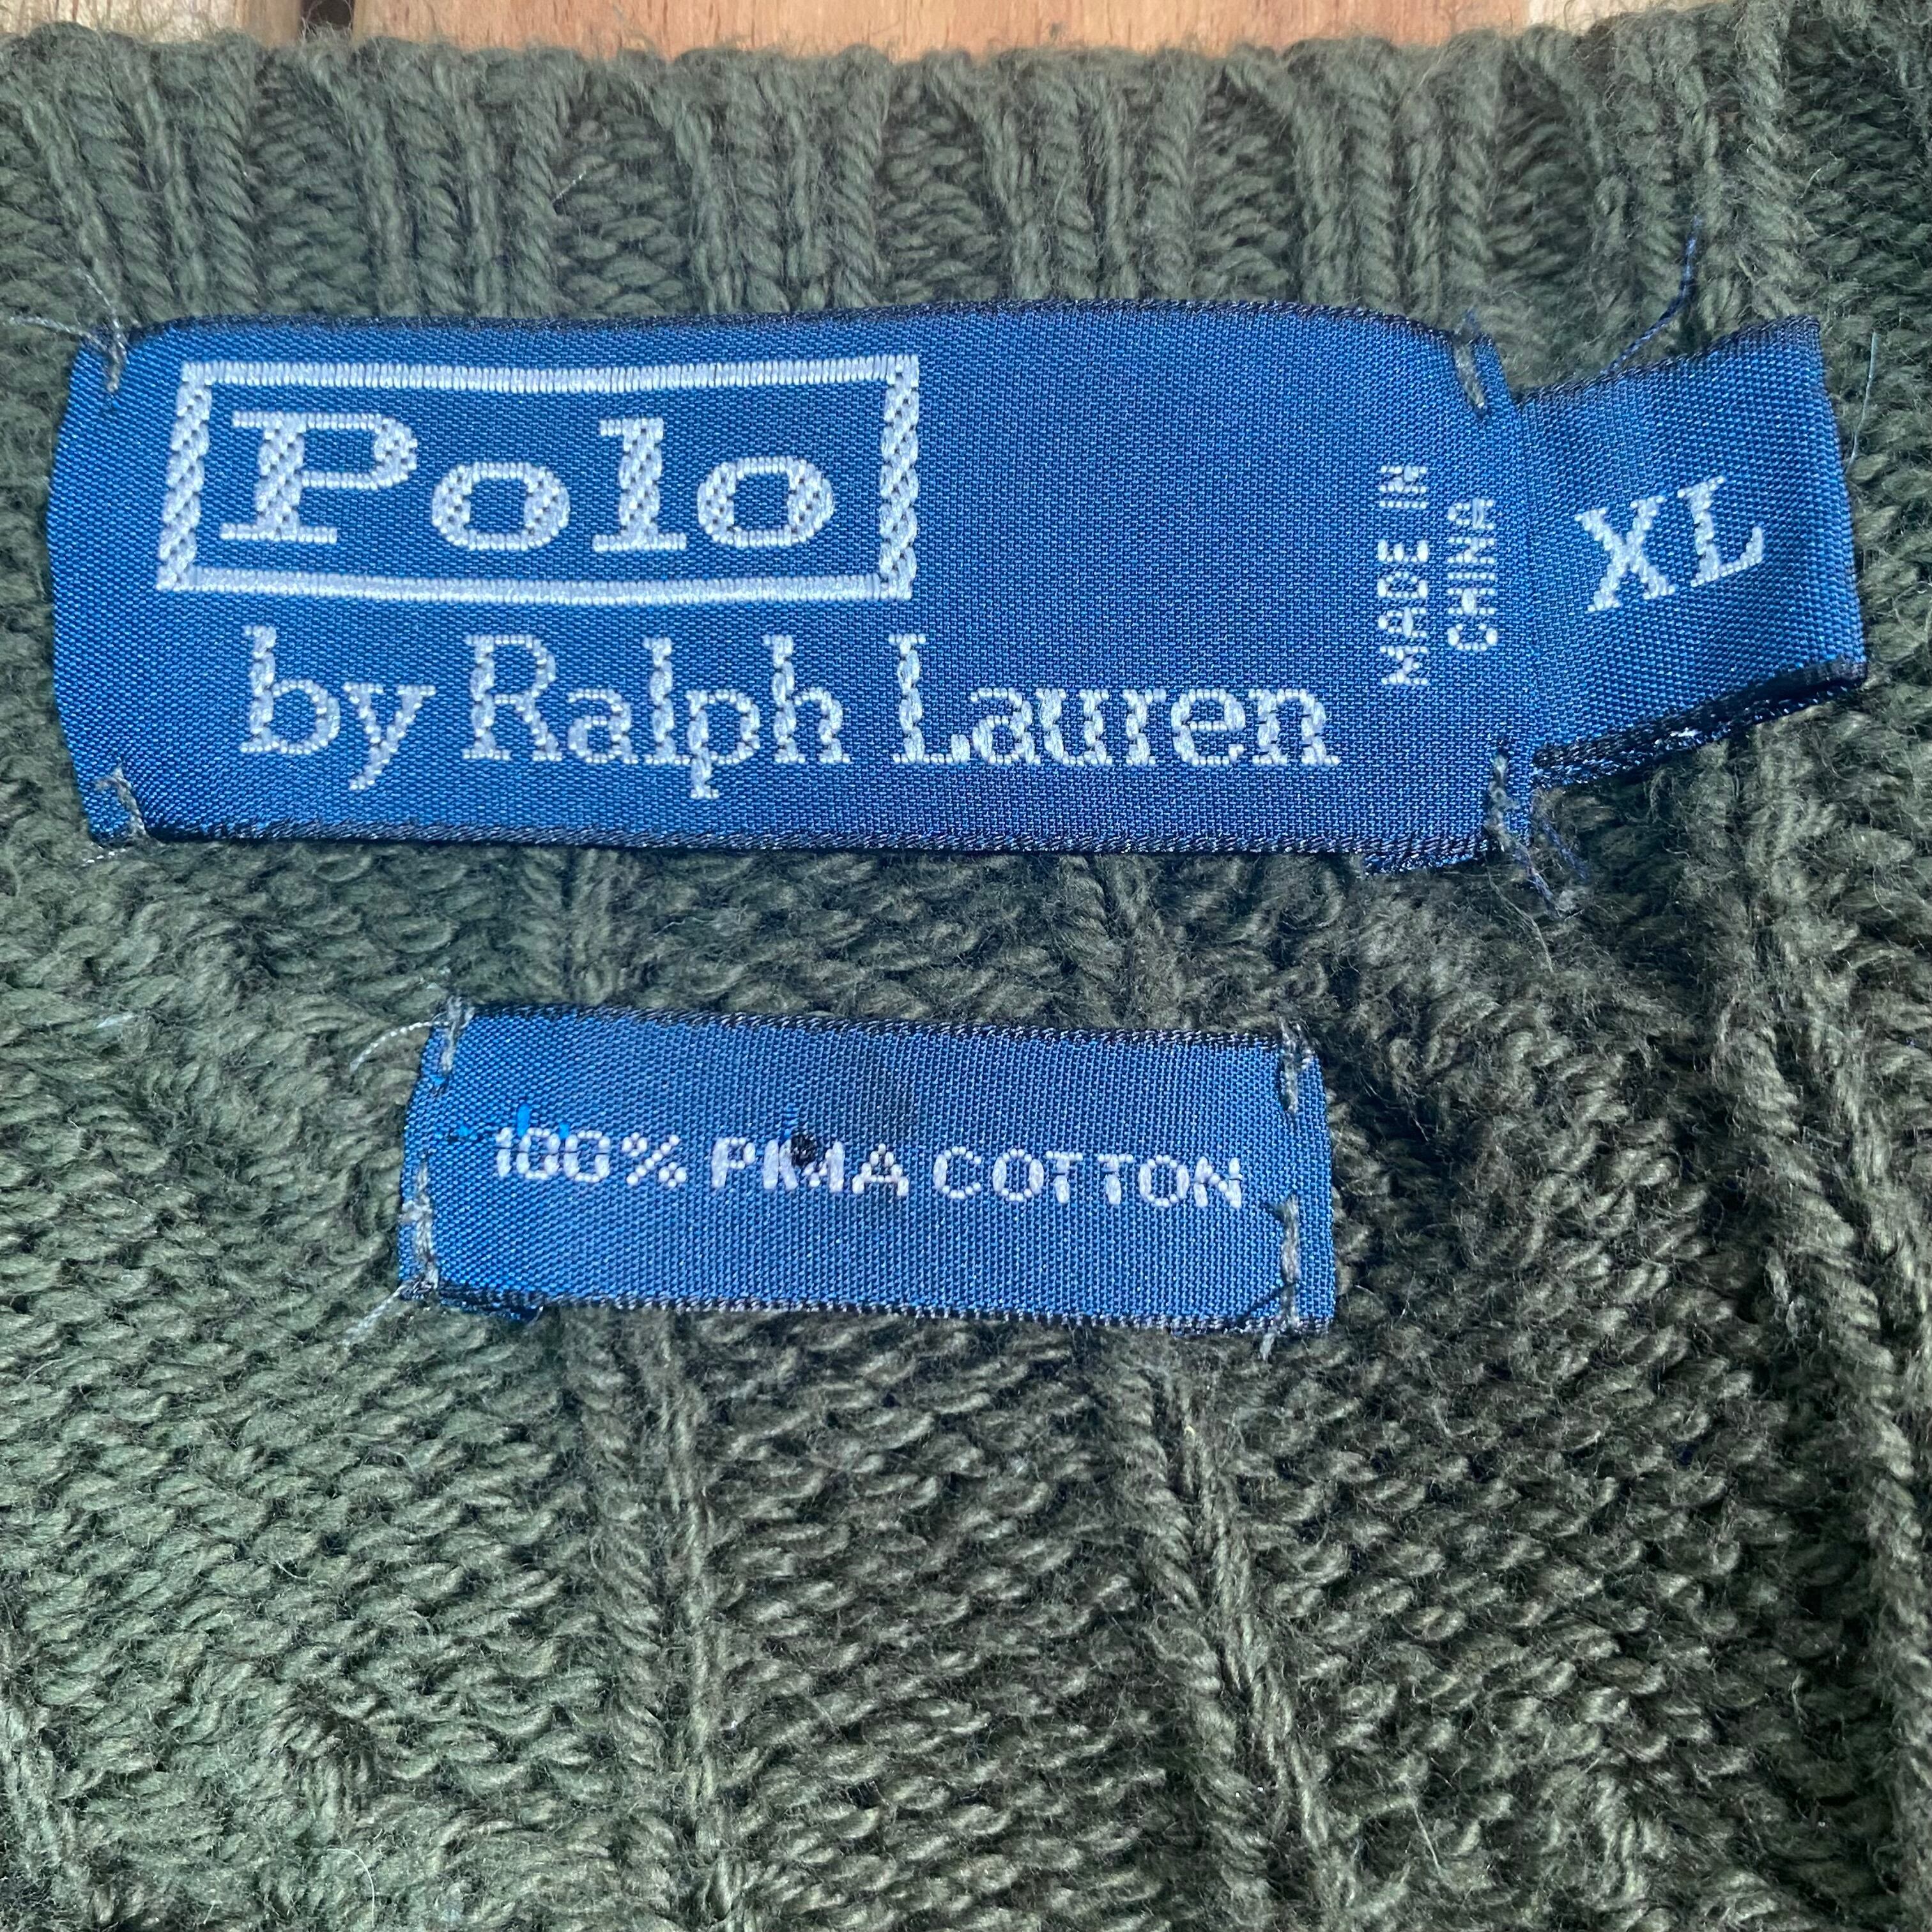 Polo
by Ralph Lauren
MADE IN
CHINA
XL
100% PIMA COTTON